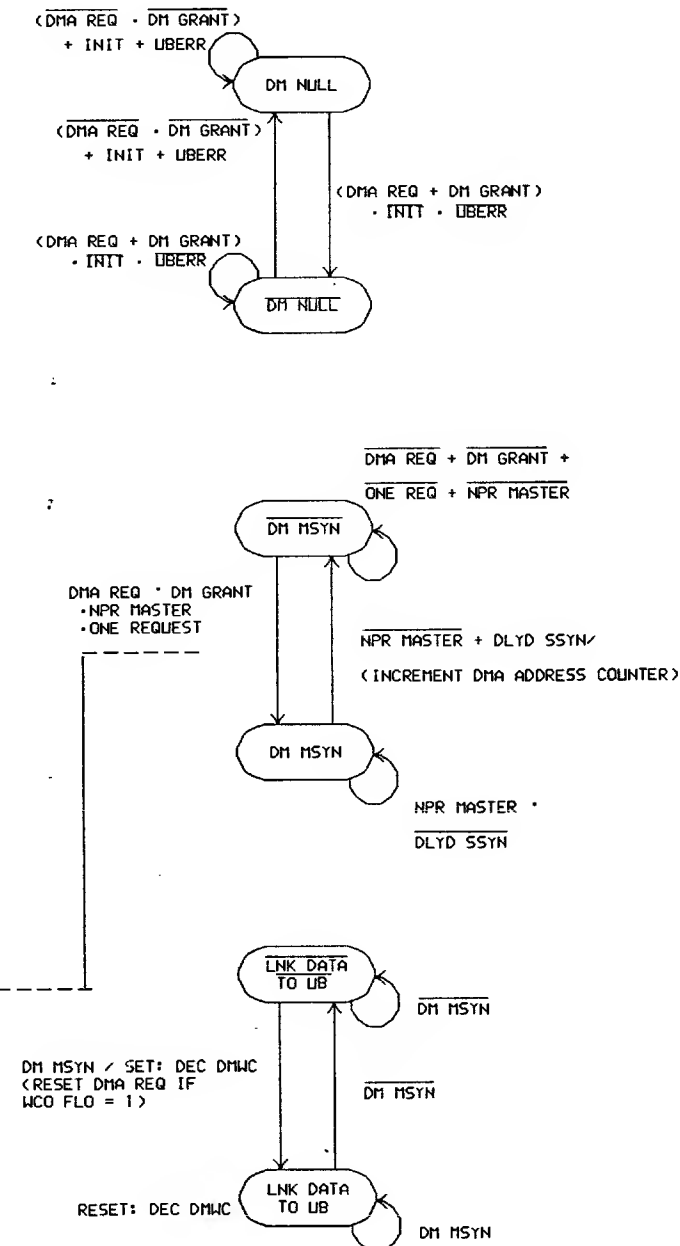 (DMA REQ · DM GRANT)
+ INIT + UBERR
DM NULL
(DMA REQ · DM GRANT)
+ INIT + UBERR
(DMA REQ + DM GRANT)
· INIT · UBERR
(DMA REQ + DM GRANT)
· INIT · UBERR
DM NULL
DMA REQ + DM GRANT +
ONE REQ + NPR MASTER
DM MSYN
DMA REQ · DM GRANT
·NPR MASTER
·ONE REQUEST
NPR MASTER + DLYD SSYN/
(INCREMENT DMA ADDRESS COUNTER)
DM MSYN
NPR MASTER ·
DLYD SSYN
LNK DATA
TO UB
DM MSYN
DM MSYN / SET: DEC DMWC
(RESET DMA REQ IF
WCO FLO = 1)
DM MSYN
LNK DATA
TO UB
RESET: DEC DMWC
DM MSYN